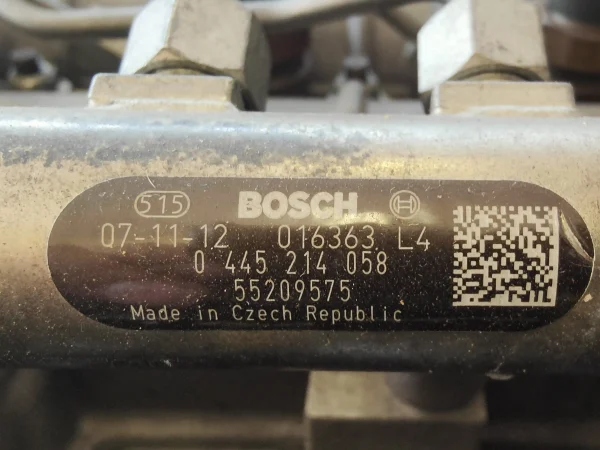 515 BOSCH
07-11-12 016363 L4
0 445 214 058
55209575
Made in Czech Republic